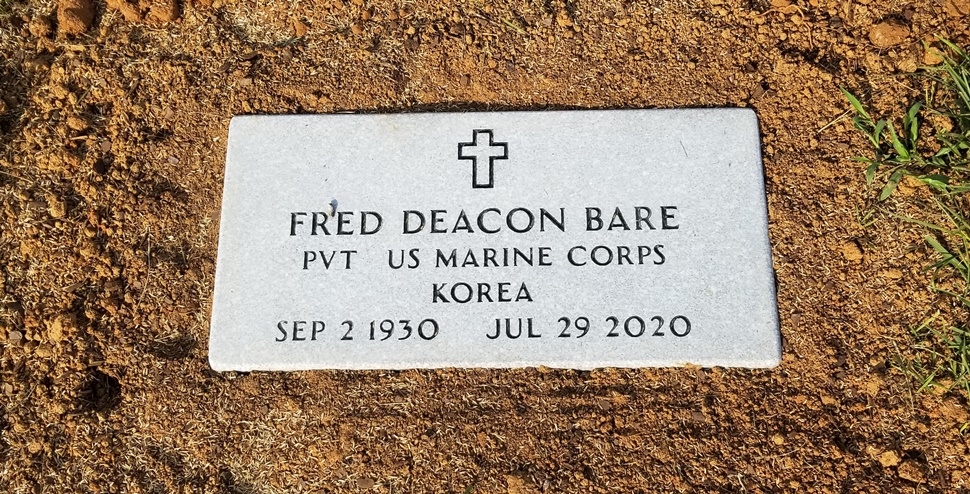 FRED DEACON BARE
PVT US MARINE CORPS
KOREA
SEP 2 1930 JUL 29 2020